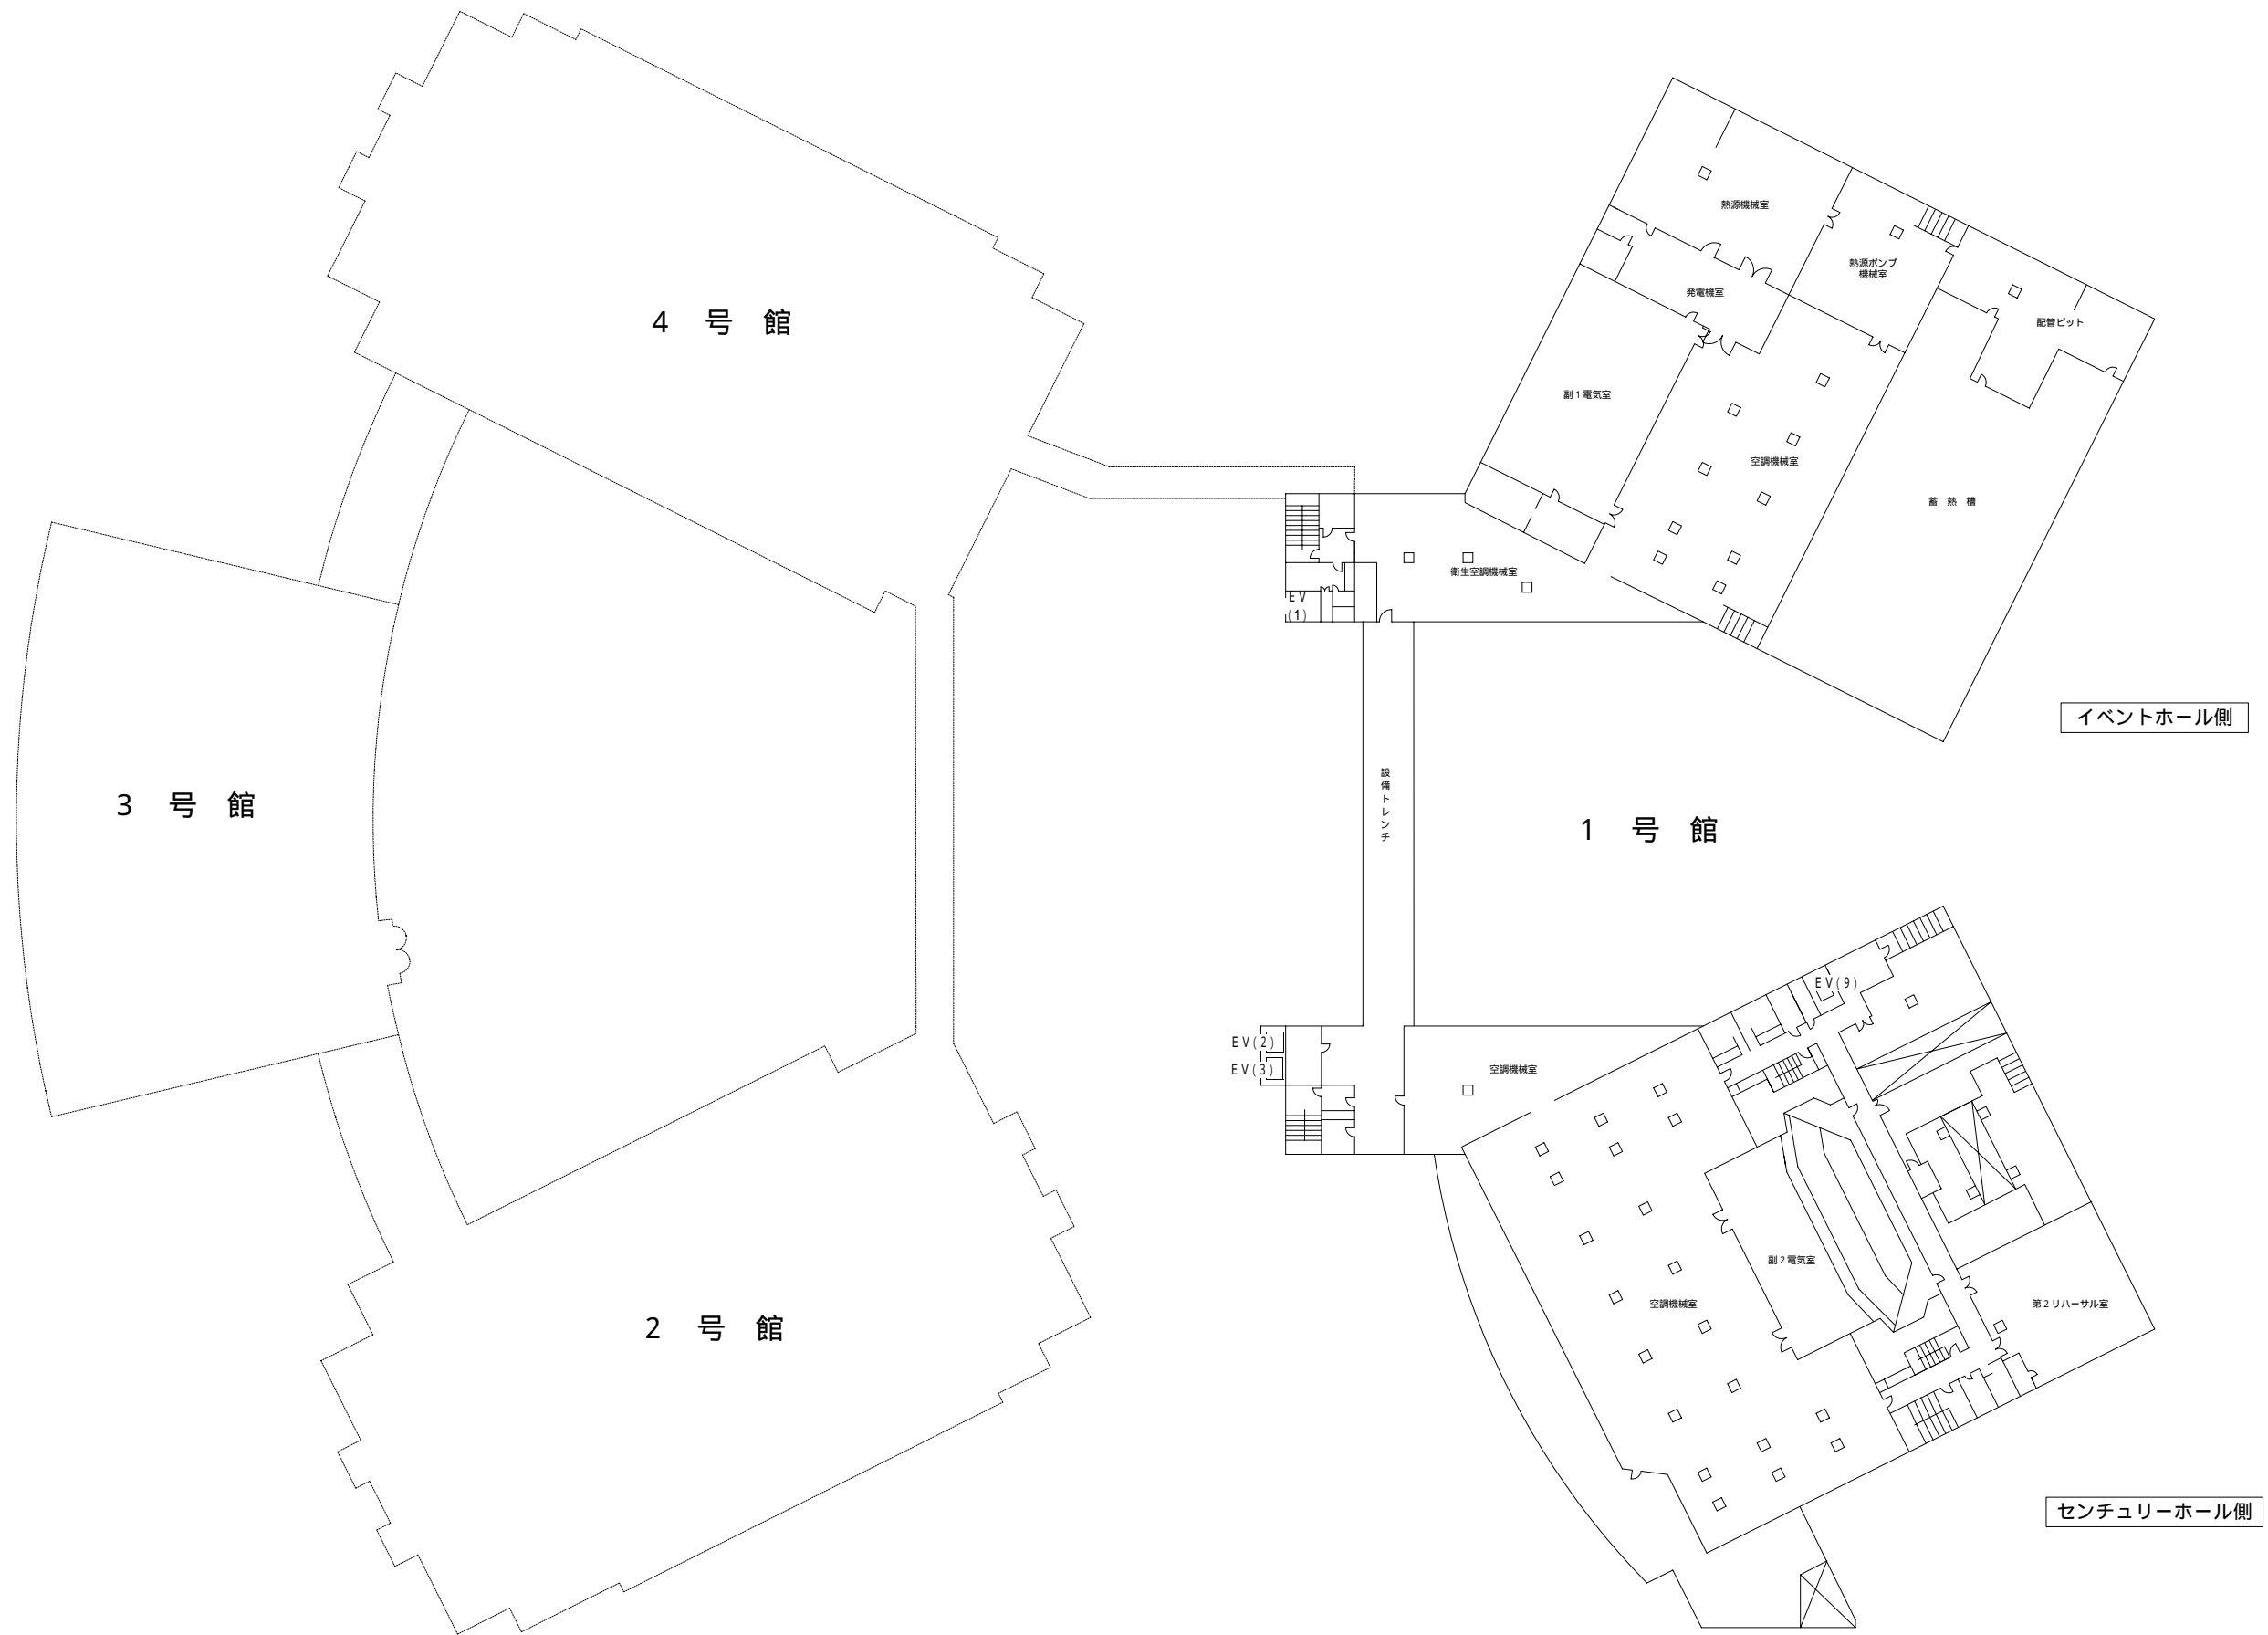 4 号 館
3 号 館
2 号 館
1 号 館
熱源機械室
熱源ポンプ
機械室
発電機室
配管ピット
副1電気室
空調機械室
蓄 熱 槽
衛生空調機械室
EV
(1)
イベントホール側
設備トレンチ
EV(9)
EV(2)
EV(3)
空調機械室
副2電気室
空調機械室
第2リハーサル室
センチュリーホール側